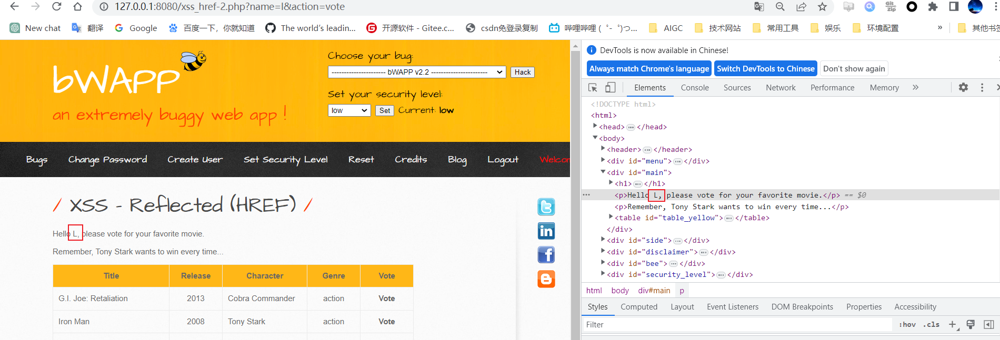 127.0.0.1:8080/xss_href-2.php?name=l&action=vote
New chat 翻译 Google 百度一下，你就知道 The world's leadin... 开源软件 - Gitee.c... csdn免登录复制 哔哩哔哩 (゜-゜)つ... AIGC 技术网站 常用工具 娱乐 环境配置 » 其他书签
bWAPP
an extremely buggy web app !
Choose your bug:
---------------------- bWAPP v2.2 ----------------------- Hack
Set your security level:
low Set Current: low
Bugs Change Password Create User Set Security Level Reset Credits Blog Logout Welcom
/ XSS - Reflected (HREF) /
Hello L, please vote for your favorite movie.
Remember, Tony Stark wants to win every time...
Title Release Character Genre Vote
G.I. Joe: Retaliation 2013 Cobra Commander action Vote
Iron Man 2008 Tony Stark action Vote
DevTools is now available in Chinese!
Always match Chrome's language Switch DevTools to Chinese Don't show again
Elements Console Sources Network Performance Memory »
<!DOCTYPE html>
<html>
<head> ... </head>
<body>
<header> ... </header>
<div id="menu"> ... </div>
<div id="main">
<h1> ... </h1>
<p>Hello L, please vote for your favorite movie.</p> == $0
<p>Remember, Tony Stark wants to win every time...</p>
<table id="table_yellow"> ... </table>
</div>
<div id="side"> ... </div>
<div id="disclaimer"> ... </div>
<div id="bee"> ... </div>
<div id="security_level"> ... </div>
html body div#main p
Styles Computed Layout Event Listeners DOM Breakpoints Properties Accessibility
Filter :hov .cls +